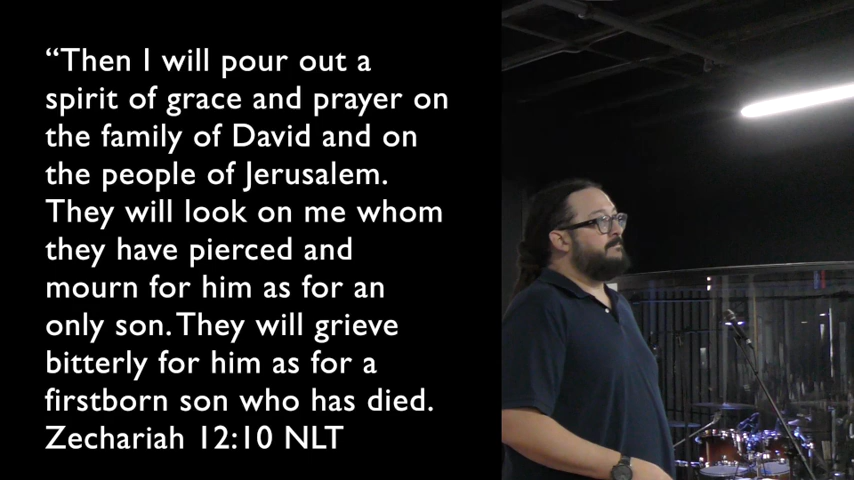 “Then I will pour out a
spirit of grace and prayer on
the family of David and on
the people of Jerusalem.
They will look on me whom
they have pierced and
mourn for him as for an
only son. They will grieve
bitterly for him as for a
firstborn son who has died.
Zechariah 12:10 NLT